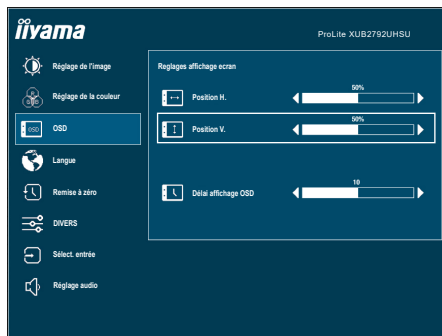 iiyama
ProLite XUB2792UHSU
Réglage de l'image
Réglage de la couleur
OSD
Langue
Remise à zéro
DIVERS
Sélect. entrée
Réglage audio
Reglages affichage ecran
Position H.
50%
Position V.
50%
Délai affichage OSD
10